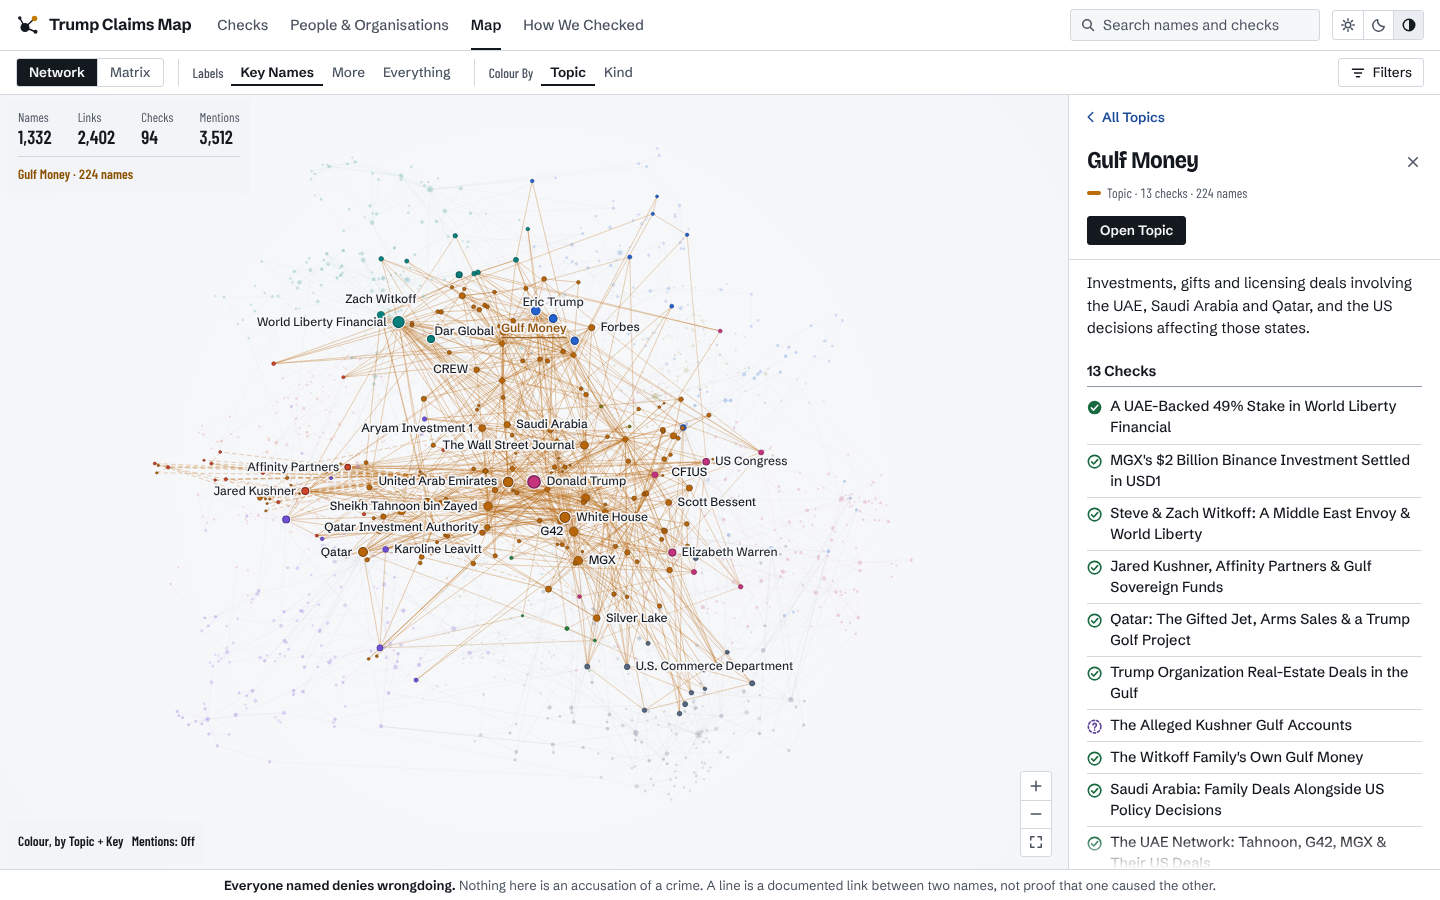 Trump Claims Map
Checks
People & Organisations
Map
How We Checked
Search names and checks
Network
Matrix
Labels
Key Names
More
Everything
Colour By
Topic
Kind
Filters
Names
Links
Checks
Mentions
1,332
2,402
94
3,512
Gulf Money · 224 names
Zach Witkoff
Eric Trump
World Liberty Financial
Dar Global
Gulf Money
Forbes
CREW
Aryam Investment 1
Saudi Arabia
The Wall Street Journal
Affinity Partners
US Congress
CFIUS
United Arab Emirates
Donald Trump
Jared Kushner
Scott Bessent
Sheikh Tahnoon bin Zayed
White House
Qatar Investment Authority
G42
Qatar
Karoline Leavitt
Elizabeth Warren
MGX
Silver Lake
U.S. Commerce Department
Colour, by Topic + Key
Mentions: Off
All Topics
Gulf Money
Topic · 13 checks · 224 names
Open Topic
Investments, gifts and licensing deals involving
the UAE, Saudi Arabia and Qatar, and the US
decisions affecting those states.
13 Checks
A UAE-Backed 49% Stake in World Liberty
Financial
MGX's $2 Billion Binance Investment Settled
in USD1
Steve & Zach Witkoff: A Middle East Envoy &
World Liberty
Jared Kushner, Affinity Partners & Gulf
Sovereign Funds
Qatar: The Gifted Jet, Arms Sales & a Trump
Golf Project
Trump Organization Real-Estate Deals in the
Gulf
The Alleged Kushner Gulf Accounts
The Witkoff Family's Own Gulf Money
Saudi Arabia: Family Deals Alongside US
Policy Decisions
The UAE Network: Tahnoon, G42, MGX &
Their US Deals
Everyone named denies wrongdoing. Nothing here is an accusation of a crime. A line is a documented link between two names, not proof that one caused the other.